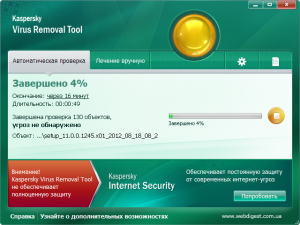 Kaspersky
Virus Removal Tool
Автоматическая проверка
Лечение вручную
Завершено 4%
Окончание: через 16 минут
Длительность: 00:00:49
Завершена проверка 130 объектов,
угроз не обнаружено
Объект: ...\setup_11.0.0.1245.x01_2012_08_18_08_2
Завершено 4%
Внимание!
Kaspersky Virus Removal Tool
не обеспечивает
полноценную защиту
Kaspersky
Internet Security
Обеспечивает постоянную защиту
от современных интернет-угроз
Попробовать
Справка Узнайте о дополнительных возможностях
www.webdigest.com.ua